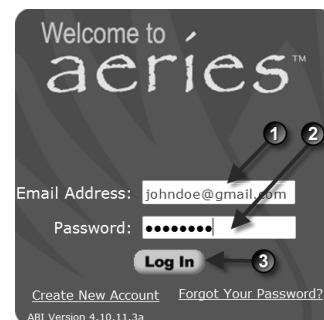 Welcome to
aeries™
1 2
Email Address: johndoe@gmail.com
Password: ••••••••
Log In 3
Create New Account Forgot Your Password?
ABI Version 4.10.11.3a